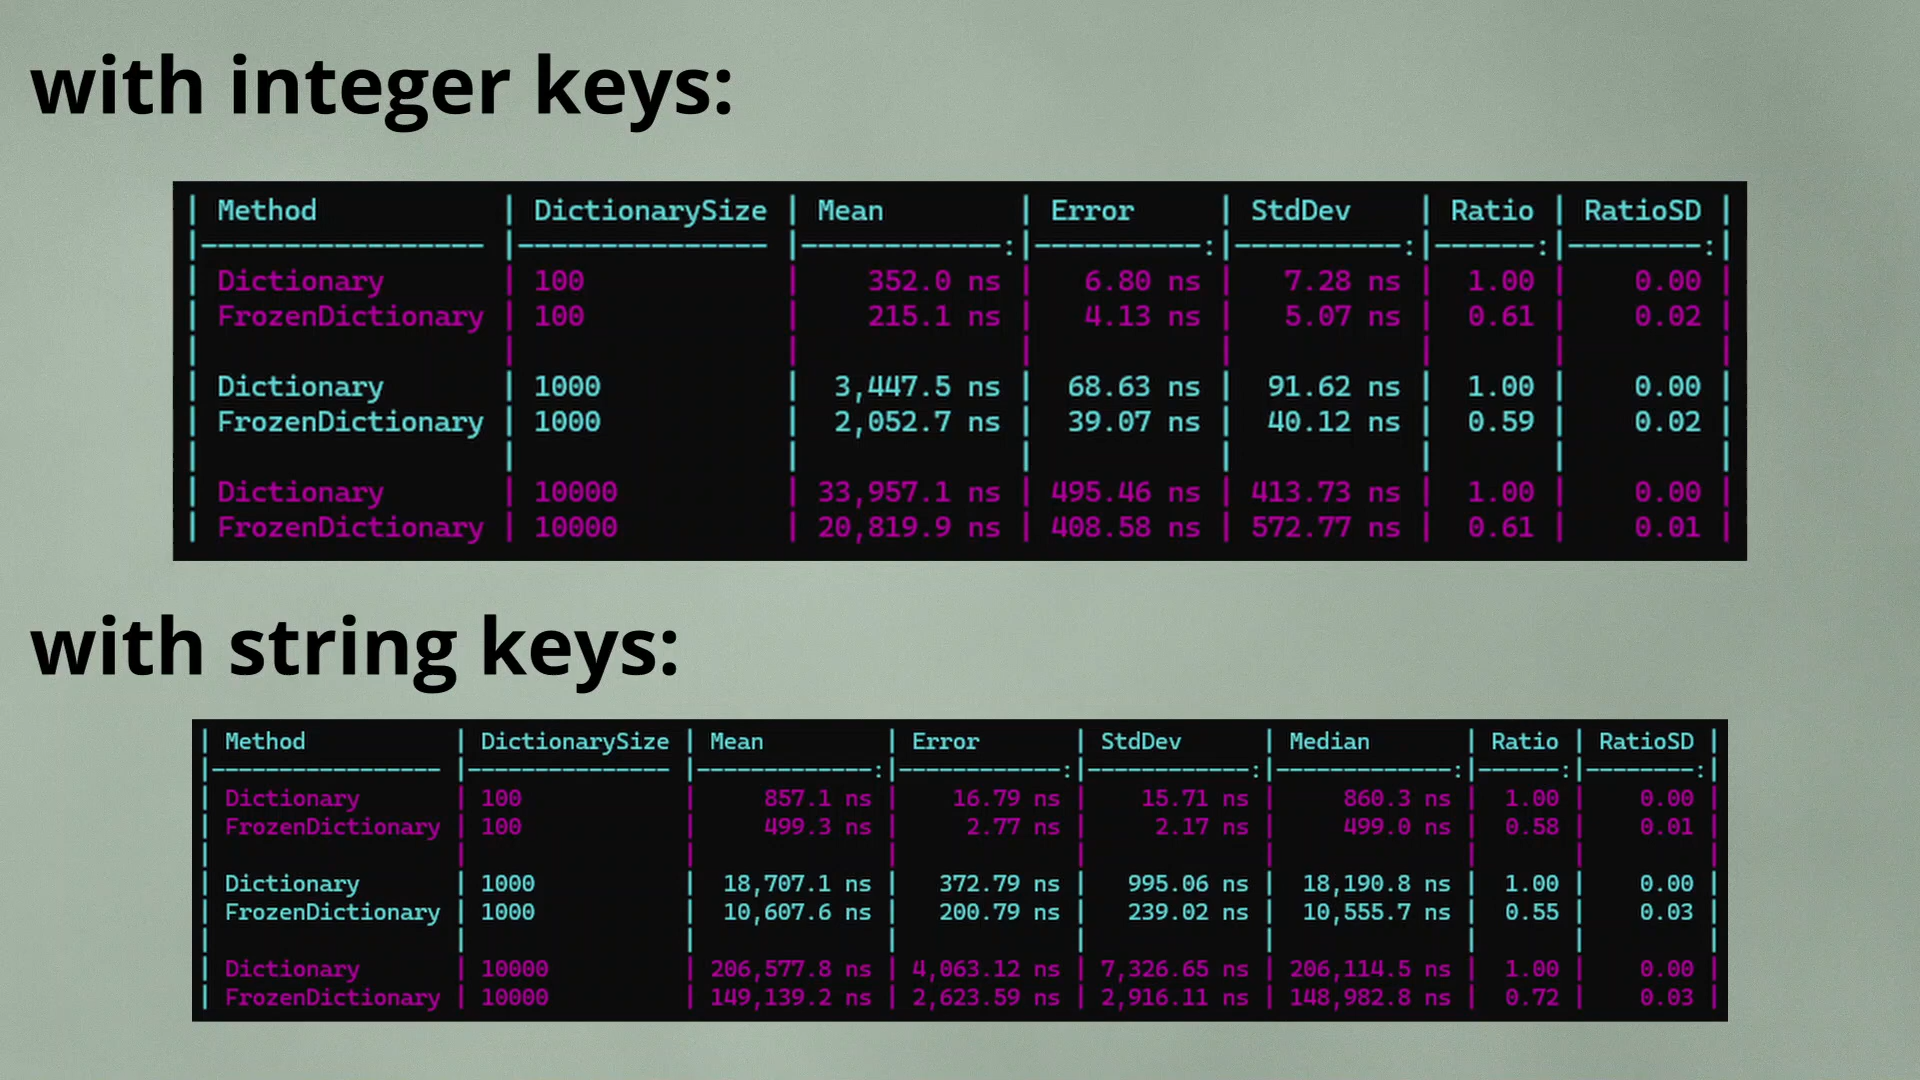 with integer keys:
| Method | DictionarySize | Mean | Error | StdDev | Ratio | RatioSD |
|----------------- |--------------- |------------:|----------:|----------:|------:|--------:|
| Dictionary | 100 | 352.0 ns | 6.80 ns | 7.28 ns | 1.00 | 0.00 |
| FrozenDictionary | 100 | 215.1 ns | 4.13 ns | 5.07 ns | 0.61 | 0.02 |
| | | | | | | |
| Dictionary | 1000 | 3,447.5 ns | 68.63 ns | 91.62 ns | 1.00 | 0.00 |
| FrozenDictionary | 1000 | 2,052.7 ns | 39.07 ns | 40.12 ns | 0.59 | 0.02 |
| | | | | | | |
| Dictionary | 10000 | 33,957.1 ns | 495.46 ns | 413.73 ns | 1.00 | 0.00 |
| FrozenDictionary | 10000 | 20,819.9 ns | 408.58 ns | 572.77 ns | 0.61 | 0.01 |
with string keys:
| Method | DictionarySize | Mean | Error | StdDev | Median | Ratio | RatioSD |
|----------------- |--------------- |-------------:|------------:|------------:|-------------:|------:|--------:|
| Dictionary | 100 | 857.1 ns | 16.79 ns | 15.71 ns | 860.3 ns | 1.00 | 0.00 |
| FrozenDictionary | 100 | 499.3 ns | 2.77 ns | 2.17 ns | 499.0 ns | 0.58 | 0.01 |
| | | | | | | | |
| Dictionary | 1000 | 18,707.1 ns | 372.79 ns | 995.06 ns | 18,190.8 ns | 1.00 | 0.00 |
| FrozenDictionary | 1000 | 10,607.6 ns | 200.79 ns | 239.02 ns | 10,555.7 ns | 0.55 | 0.03 |
| | | | | | | | |
| Dictionary | 10000 | 206,577.8 ns | 4,063.12 ns | 7,326.65 ns | 206,114.5 ns | 1.00 | 0.00 |
| FrozenDictionary | 10000 | 149,139.2 ns | 2,623.59 ns | 2,916.11 ns | 148,982.8 ns | 0.72 | 0.03 |